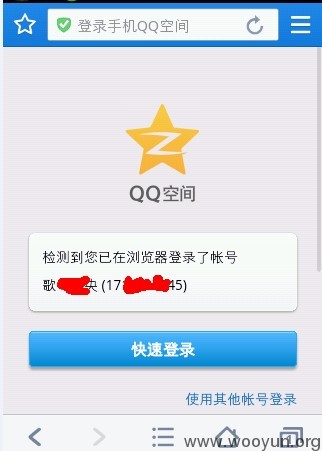 登录手机QQ空间
QQ空间
检测到您已在浏览器登录了帐号
歌 央 (17 45)
快速登录
使用其他帐号登录
1
www.wooyun.org